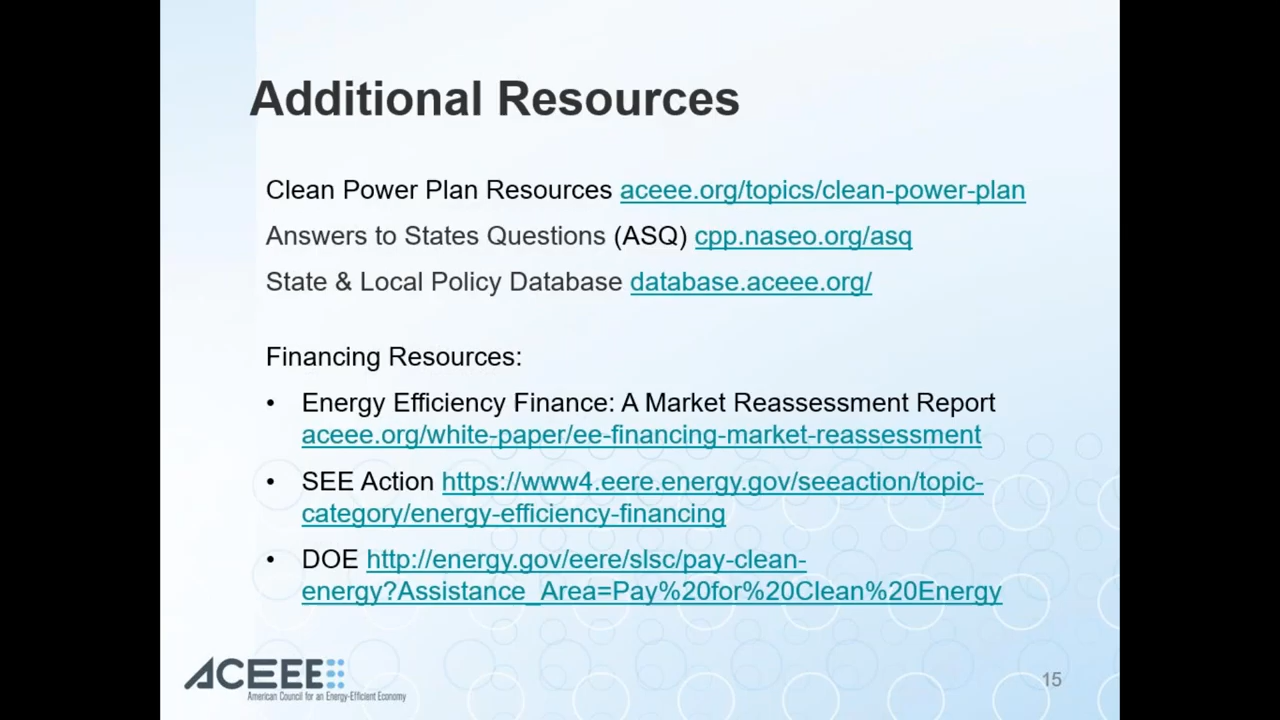 Additional Resources
Clean Power Plan Resources aceee.org/topics/clean-power-plan
Answers to States Questions (ASQ) cpp.naseo.org/asq
State & Local Policy Database database.aceee.org/
Financing Resources:
• Energy Efficiency Finance: A Market Reassessment Report
aceee.org/white-paper/ee-financing-market-reassessment
• SEE Action https://www4.eere.energy.gov/seeaction/topic-
category/energy-efficiency-financing
• DOE http://energy.gov/eere/slsc/pay-clean-
energy?Assistance_Area=Pay%20for%20Clean%20Energy
ACEEE
American Council for an Energy-Efficient Economy
15